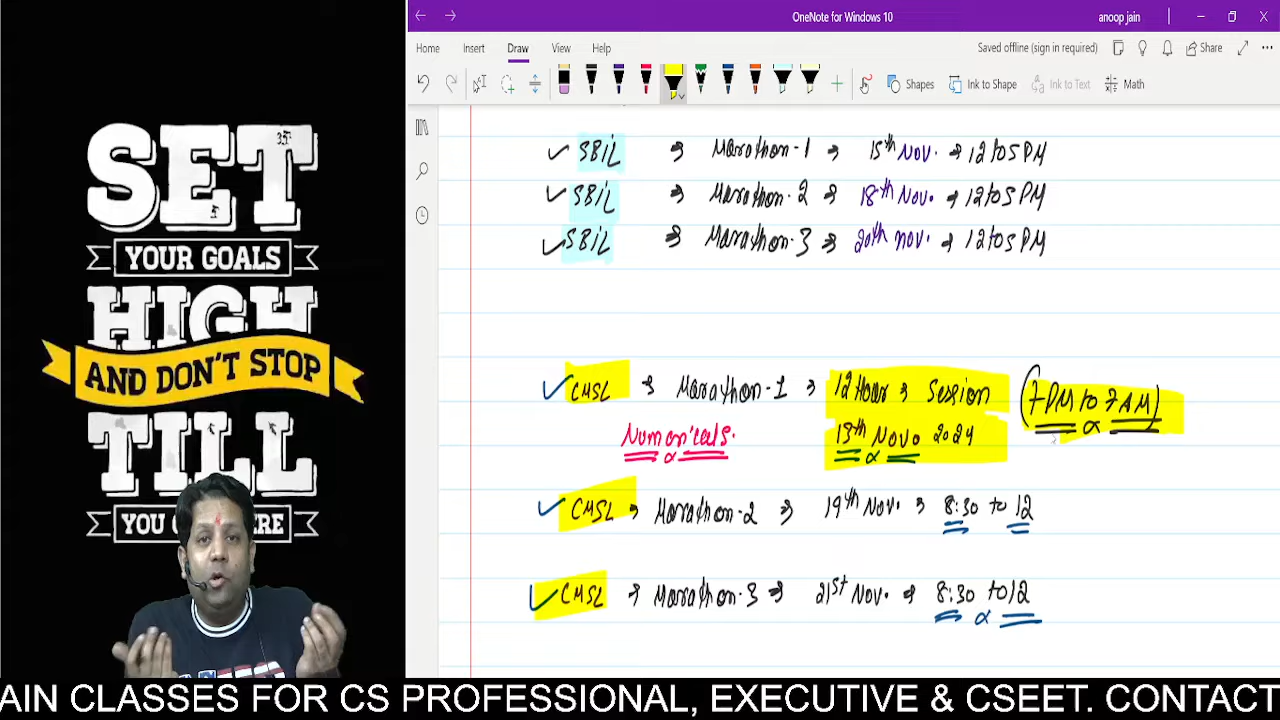 OneNote for Windows 10
anoop jain
Home Insert Draw View Help
Saved offline (sign in required)
Share
Shapes
Ink to Shape
Ink to Text
Math
SET
YOUR GOALS
HIGH
AND DON'T STOP
TILL
YOU ERE
SBIL ⇒ Marathon-1 ⇒ 15th Nov. ⇒ 12 to 5 PM
SBIL ⇒ Marathon-2 ⇒ 18th Nov. ⇒ 12 to 5 PM
SBIL ⇒ Marathon-3 ⇒ 20th Nov. ⇒ 12 to 5 PM
CMSL ⇒ Marathon-1 ⇒ 12 Hour ⇒ Session (7 PM to 7 AM)
Numericals. 13th Nov. 2024
CMSL ⇒ Marathon-2 ⇒ 19th Nov. ⇒ 8:30 to 12
CMSL ⇒ Marathon-3 ⇒ 21st Nov. ⇒ 8:30 to 12
AIN CLASSES FOR CS PROFESSIONAL, EXECUTIVE & CSEET. CONTACT